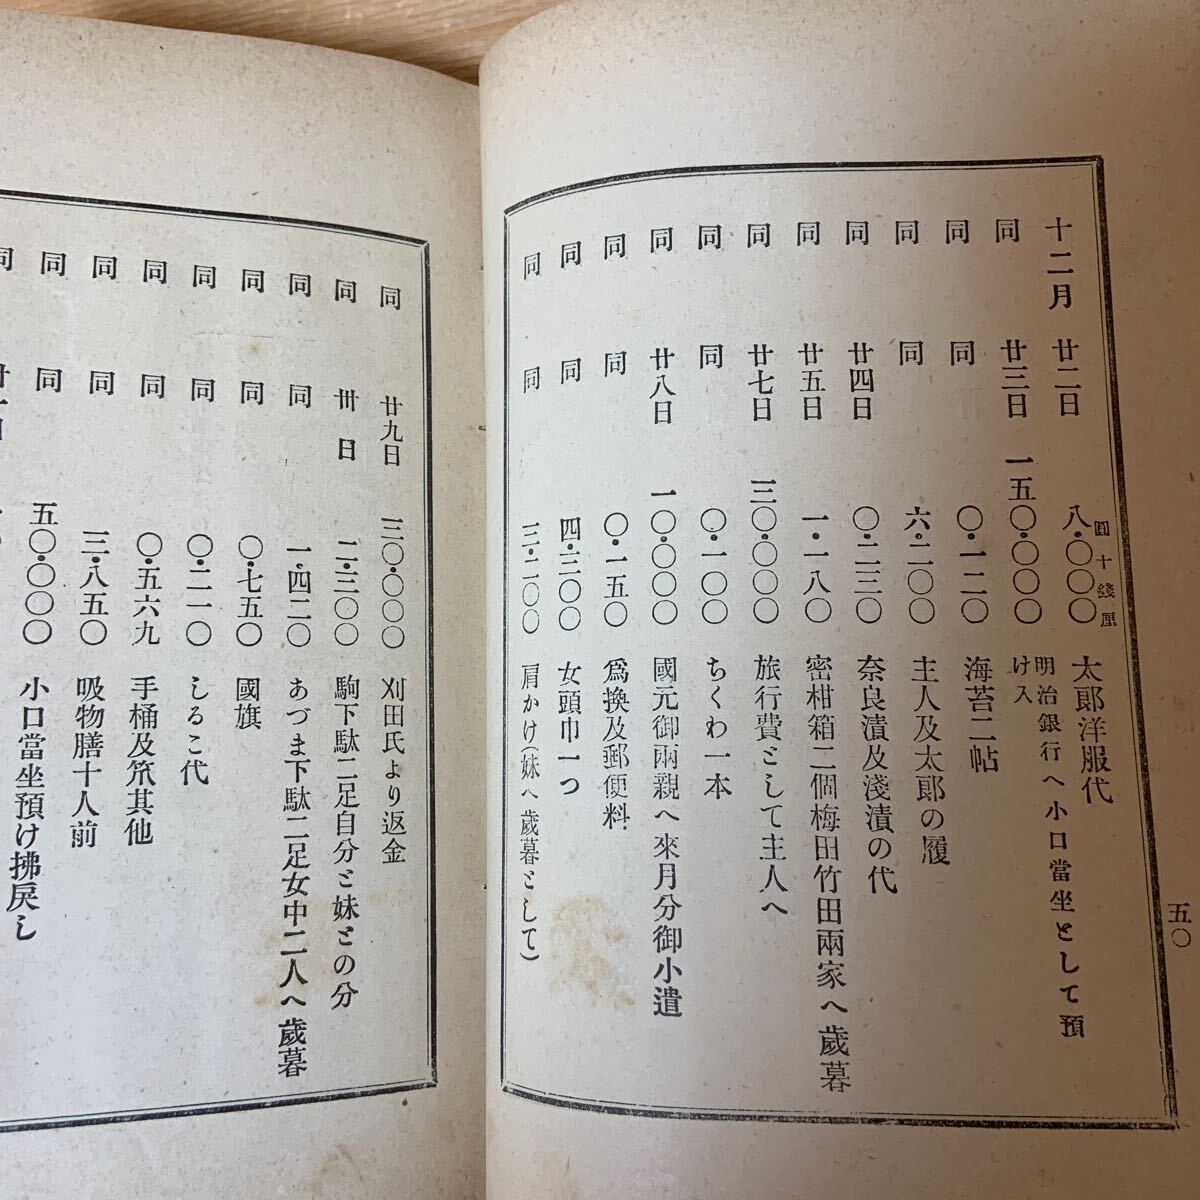 五〇
圓十錢厘
十二月 廿二日 八・〇〇〇 太郎洋服代
同 廿三日 一五〇・〇〇〇 明治銀行へ小口當坐として預
け入
同 同 〇・一二〇 海苔二帖
同 同 六・二〇〇 主人及太郎の履
同 廿四日 〇・二三〇 奈良漬及淺漬の代
同 廿五日 一・一八〇 密柑箱二個梅田竹田兩家へ歲暮
同 廿七日 三〇・〇〇〇 旅行費として主人へ
同 同 〇・一〇〇 ちくわ一本
同 廿八日 一〇・〇〇〇 國元御兩親へ來月分御小遣
同 同 〇・一五〇 爲換及郵便料
同 同 四・三〇〇 女頭巾一つ
同 同 三・二〇〇 肩かけ(妹へ歲暮として)
同 廿九日 三〇・〇〇〇 刈田氏より返金
同 卅日 二・三〇〇 駒下駄二足自分と妹との分
同 同 一・四二〇 あづま下駄二足女中二人へ歲暮
同 同 〇・七五〇 國旗
同 同 〇・二一〇 しるこ代
同 同 〇・五六九 手桶及笊其他
同 同 三・八五〇 吸物膳十人前
同 同 五〇・〇〇〇 小口當坐預け拂戻し
同